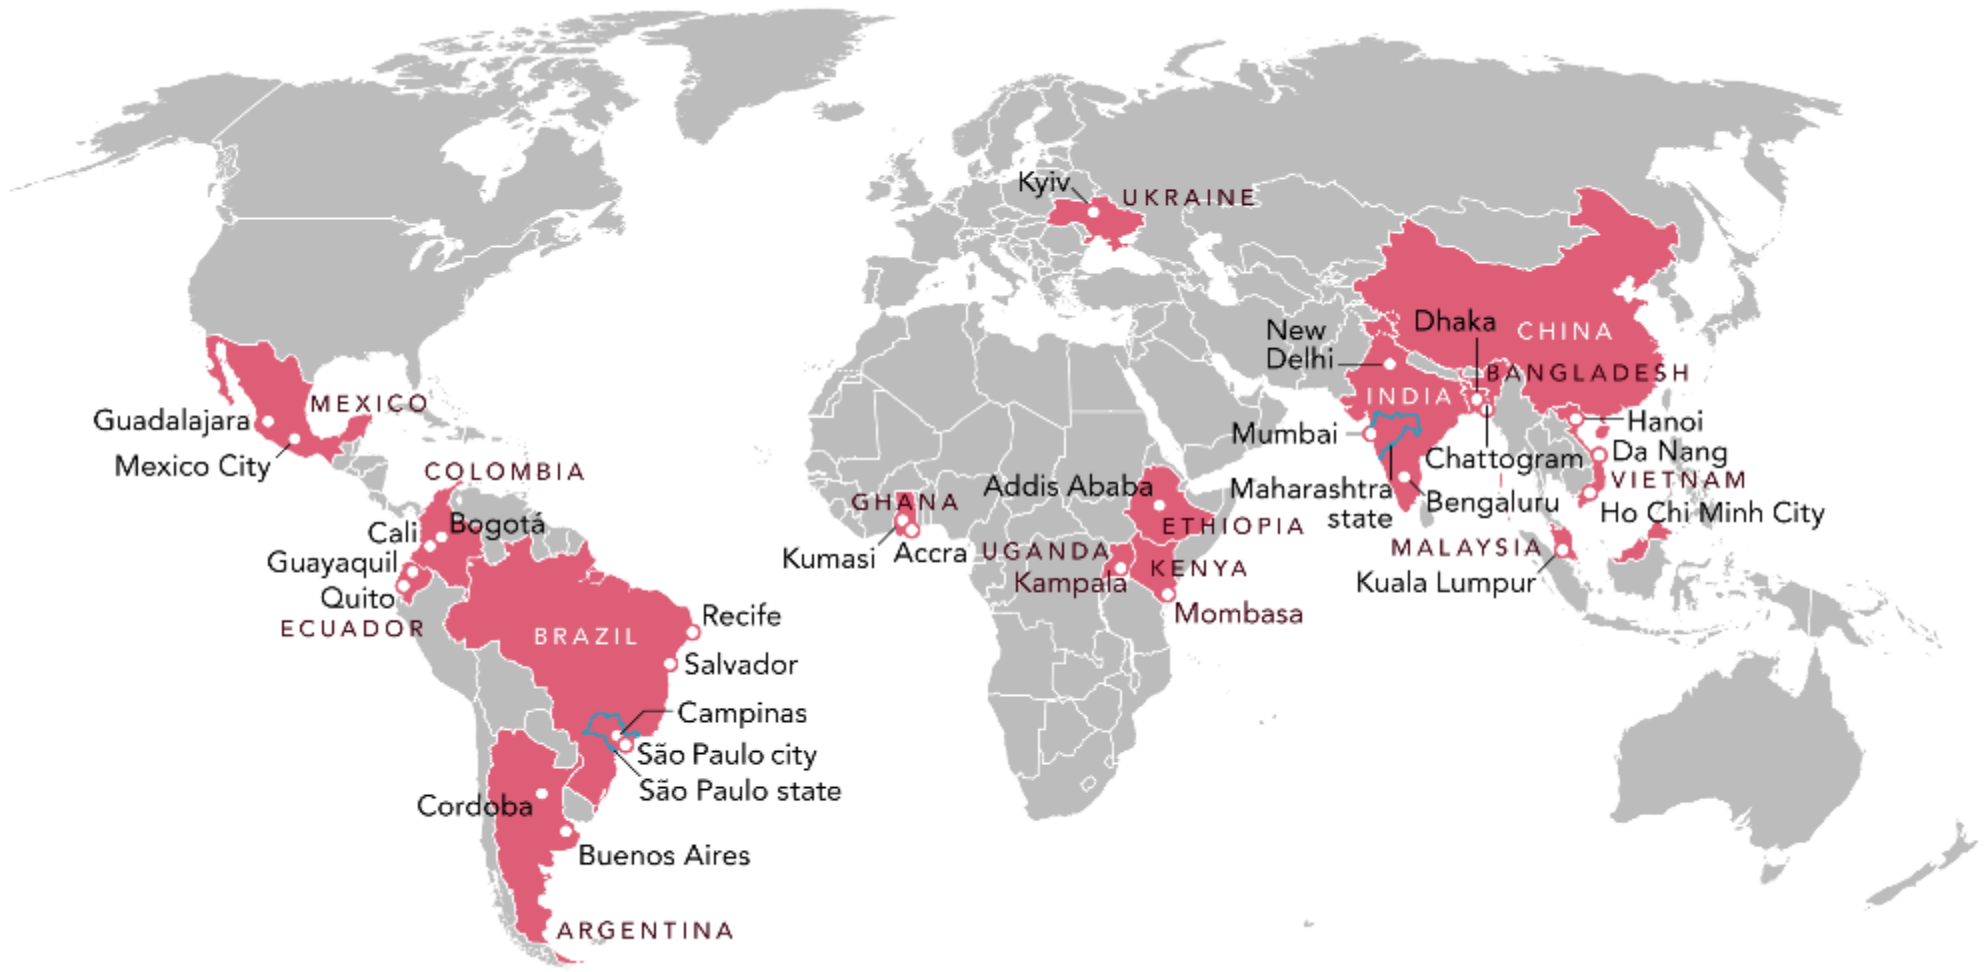 Kyiv
UKRAINE
New
Delhi
Dhaka
CHINA
BANGLADESH
INDIA
MEXICO
Guadalajara
Mexico City
Mumbai
Hanoi
Da Nang
Chattogram
VIETNAM
Maharashtra
state
Bengaluru
Ho Chi Minh City
COLOMBIA
Cali
Bogotá
Guayaquil
Quito
ECUADOR
GHANA
Kumasi
Accra
Addis Ababa
ETHIOPIA
UGANDA
Kampala
KENYA
Mombasa
MALAYSIA
Kuala Lumpur
BRAZIL
Recife
Salvador
Campinas
São Paulo city
São Paulo state
Cordoba
Buenos Aires
ARGENTINA